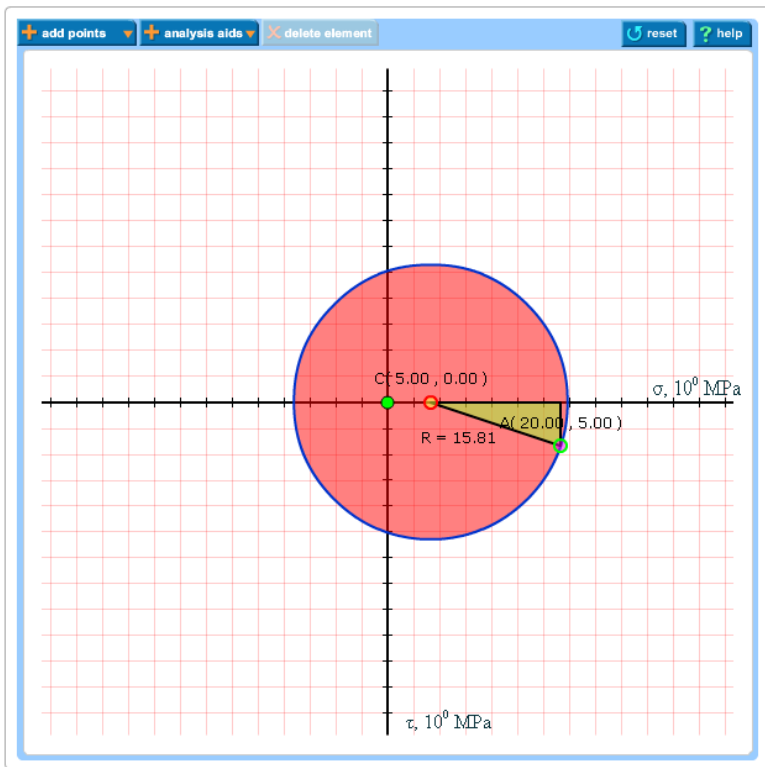 add points analysis aids delete element reset ? help
C( 5.00 , 0.00 )
σ, 10⁰ MPa
A( 20.00 , 5.00 )
R = 15.81
τ, 10⁰ MPa